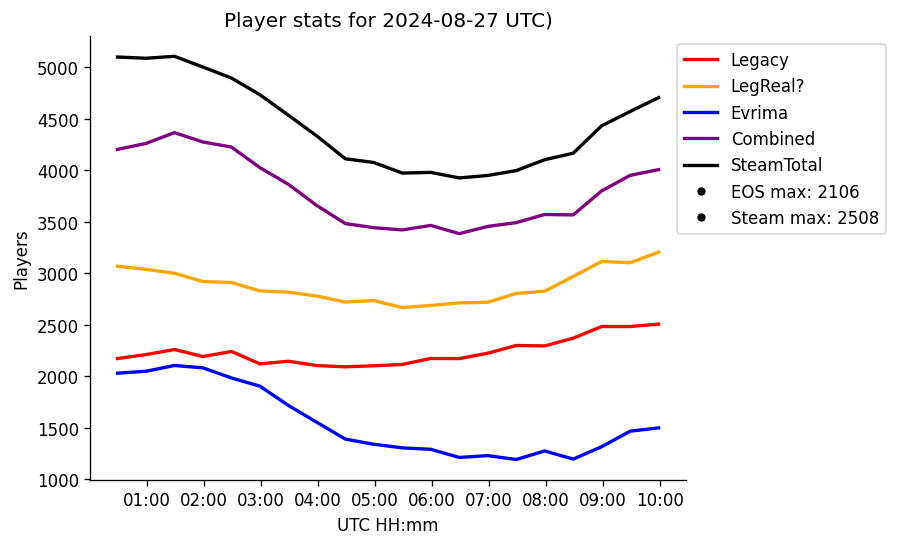 Player stats for 2024-08-27 UTC)
Legacy
LegReal?
Evrima
Combined
SteamTotal
EOS max: 2106
Steam max: 2508
Players
5000
4500
4000
3500
3000
2500
2000
1500
1000
01:00 02:00 03:00 04:00 05:00 06:00 07:00 08:00 09:00 10:00
UTC HH:mm